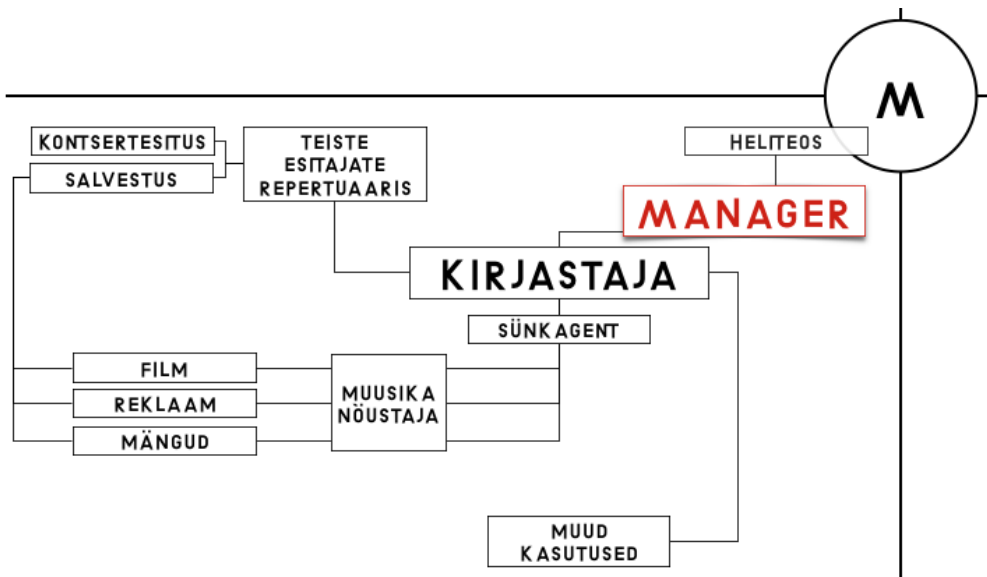 M
KONTSERTESITUS
SALVESTUS
TEISTE
ESITAJATE
REPERTUAARIS
HELITEOS
MANAGER
KIRJASTAJA
SÜNKAGENT
FILM
REKLAAM
MÄNGUD
MUUSIKA
NÕUSTAJA
MUUD
KASUTUSED